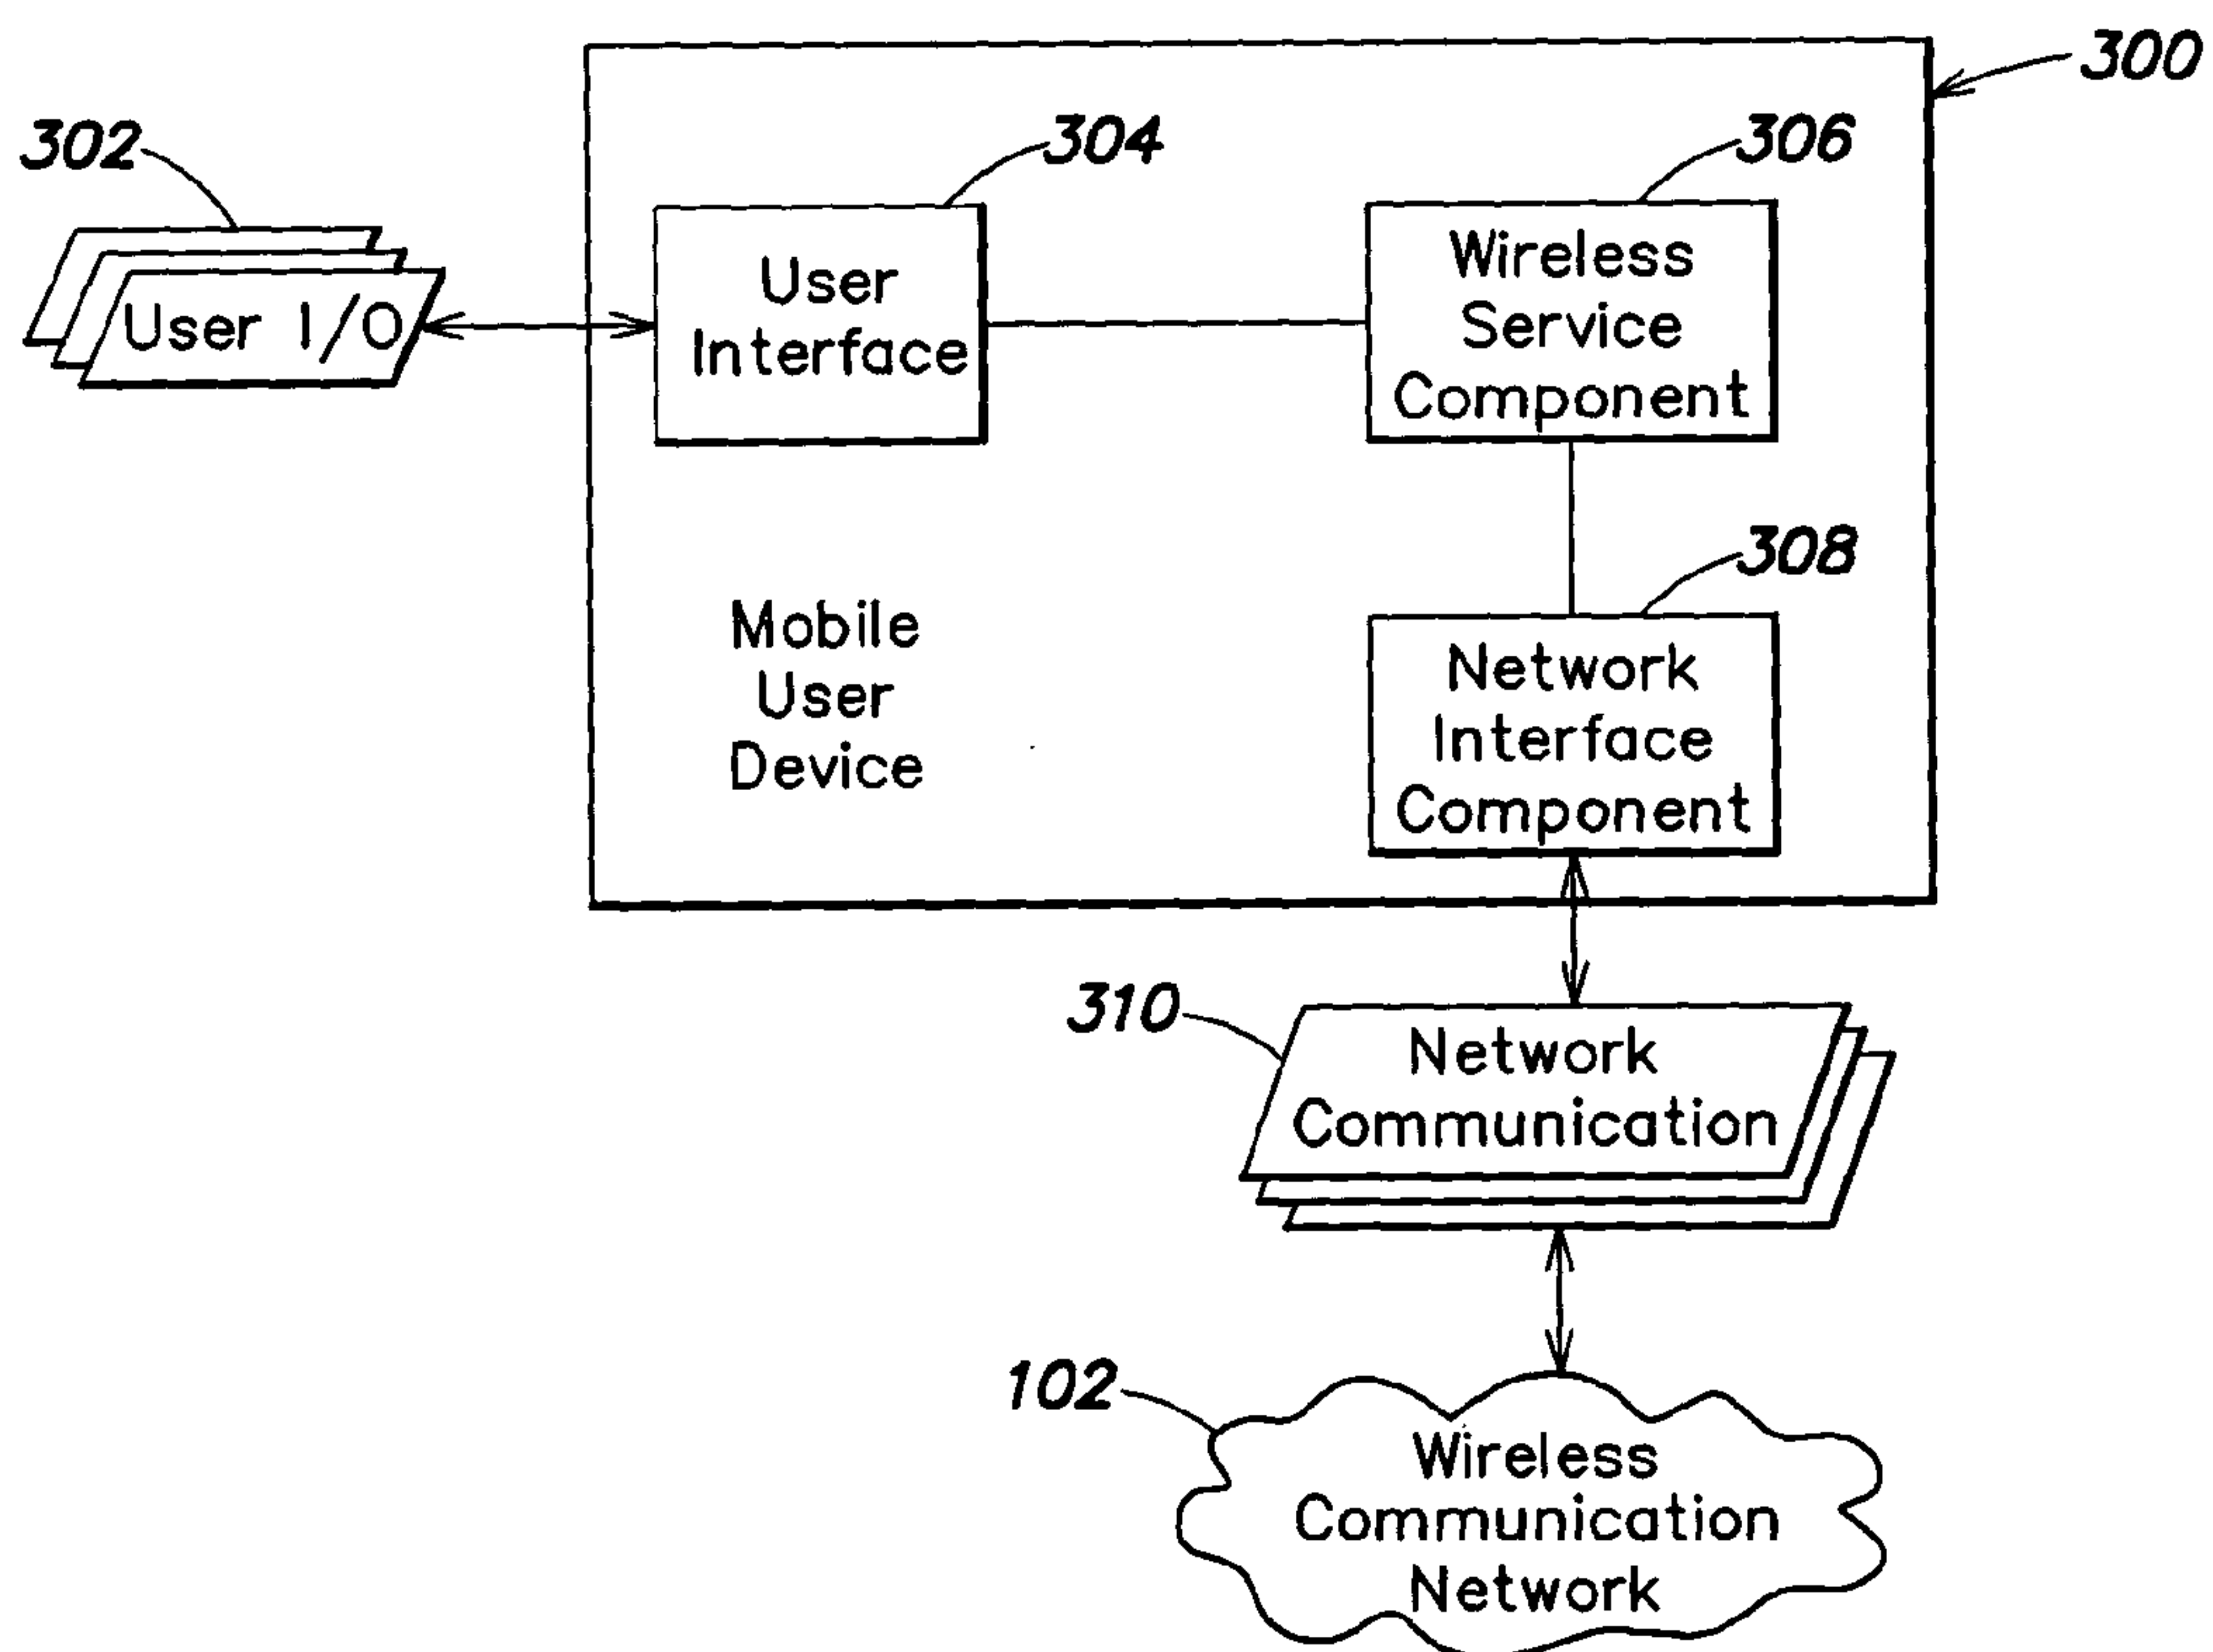 300
302
304
306
User I/O
User
Interface
Wireless
Service
Component
308
Mobile
User
Device
Network
Interface
Component
310
Network
Communication
102
Wireless
Communication
Network